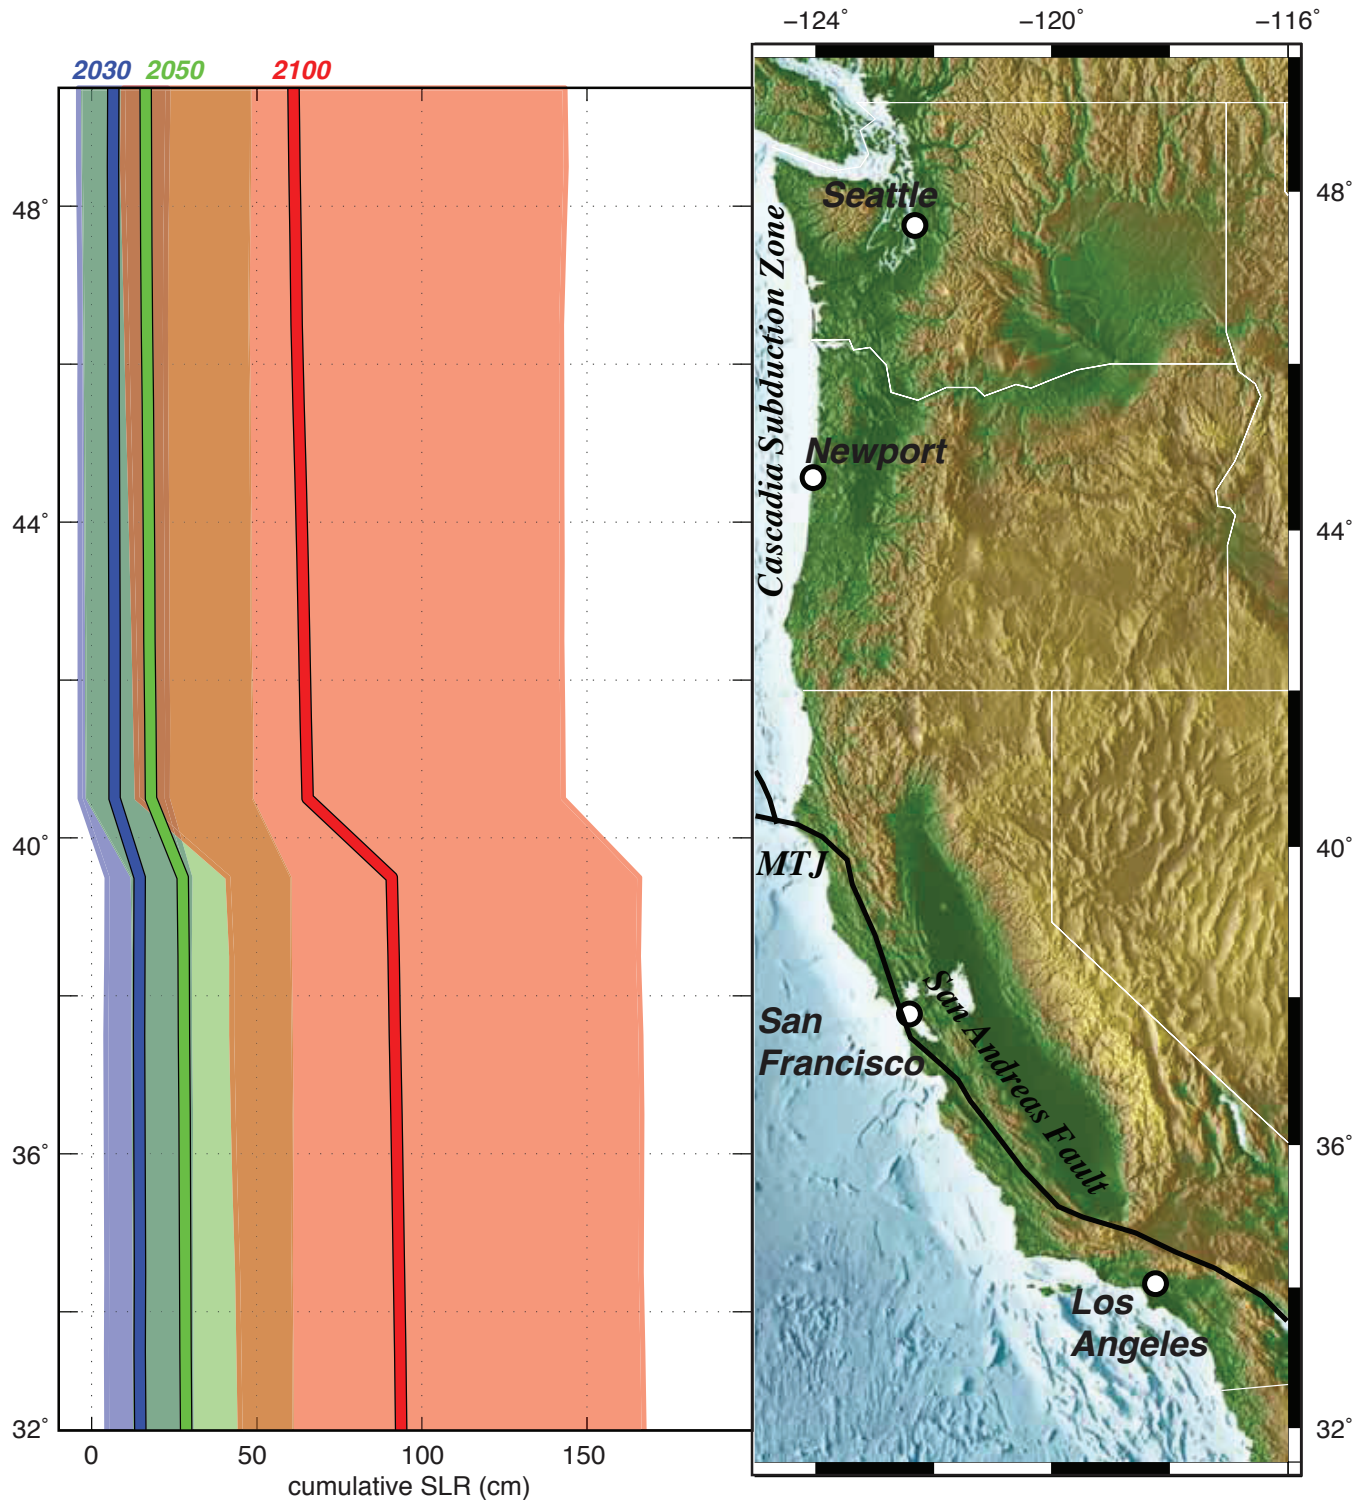 −124°
−120°
−116°
2030
2050
2100
48°
44°
40°
36°
32°
0
50
100
150
cumulative SLR (cm)
Seattle
Cascadia Subduction Zone
Newport
MTJ
San
Francisco
San Andreas Fault
Los
Angeles
48°
44°
40°
36°
32°